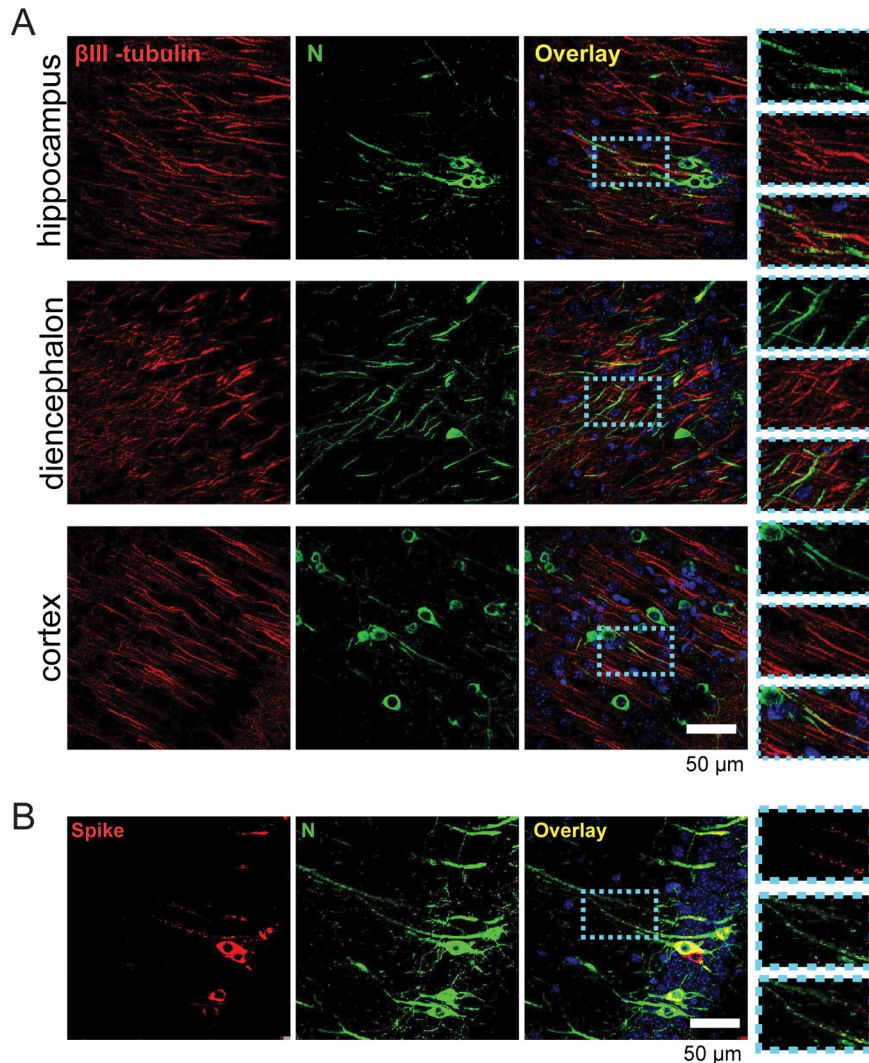 A
βIII -tubulin
N
Overlay
hippocampus
diencephalon
cortex
50 µm
B
Spike
N
Overlay
50 µm